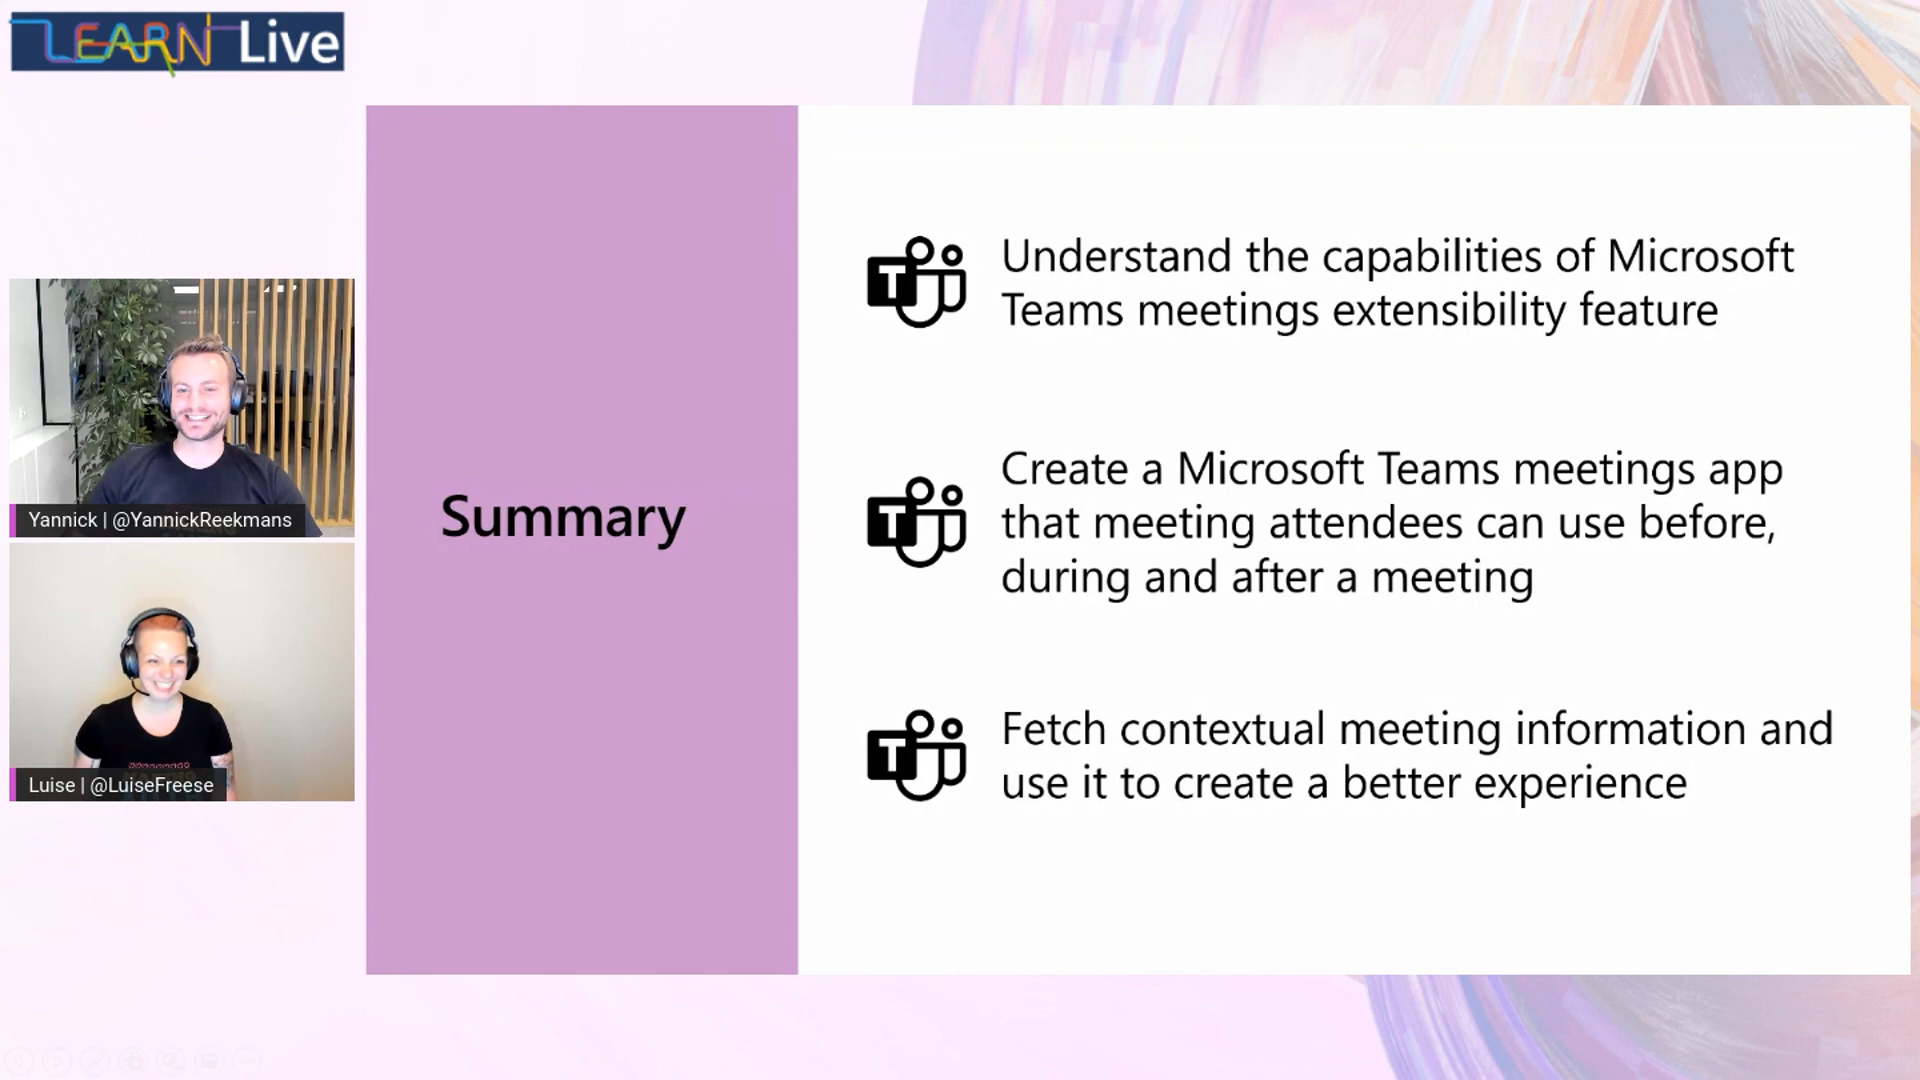 LEARN Live
Summary
Understand the capabilities of Microsoft
Teams meetings extensibility feature
Create a Microsoft Teams meetings app
that meeting attendees can use before,
during and after a meeting
Fetch contextual meeting information and
use it to create a better experience
T
T
T
Yannick | @YannickReekmans
Luise | @LuiseFreese